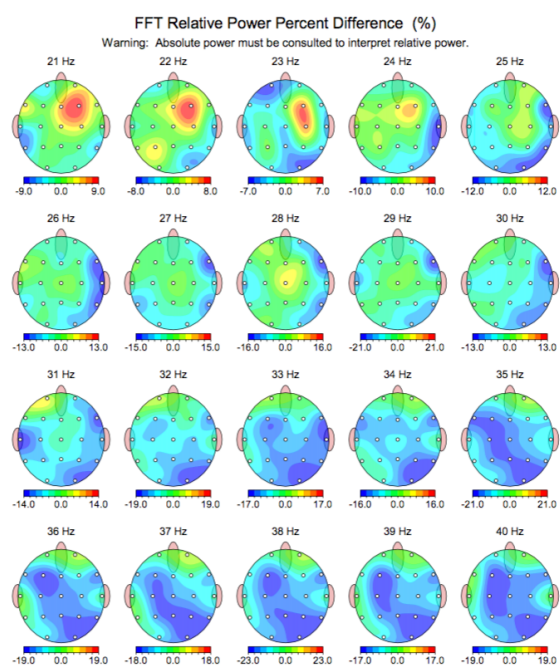 FFT Relative Power Percent Difference (%)
Warning: Absolute power must be consulted to interpret relative power.
21 Hz 22 Hz 23 Hz 24 Hz 25 Hz
-9.0 0.0 9.0 -8.0 0.0 8.0 -7.0 0.0 7.0 -10.0 0.0 10.0 -12.0 0.0 12.0
26 Hz 27 Hz 28 Hz 29 Hz 30 Hz
-13.0 0.0 13.0 -15.0 0.0 15.0 -16.0 0.0 16.0 -21.0 0.0 21.0 -13.0 0.0 13.0
31 Hz 32 Hz 33 Hz 34 Hz 35 Hz
-14.0 0.0 14.0 -19.0 0.0 19.0 -17.0 0.0 17.0 -16.0 0.0 16.0 -21.0 0.0 21.0
36 Hz 37 Hz 38 Hz 39 Hz 40 Hz
-19.0 0.0 19.0 -18.0 0.0 18.0 -23.0 0.0 23.0 -17.0 0.0 17.0 -19.0 0.0 19.0